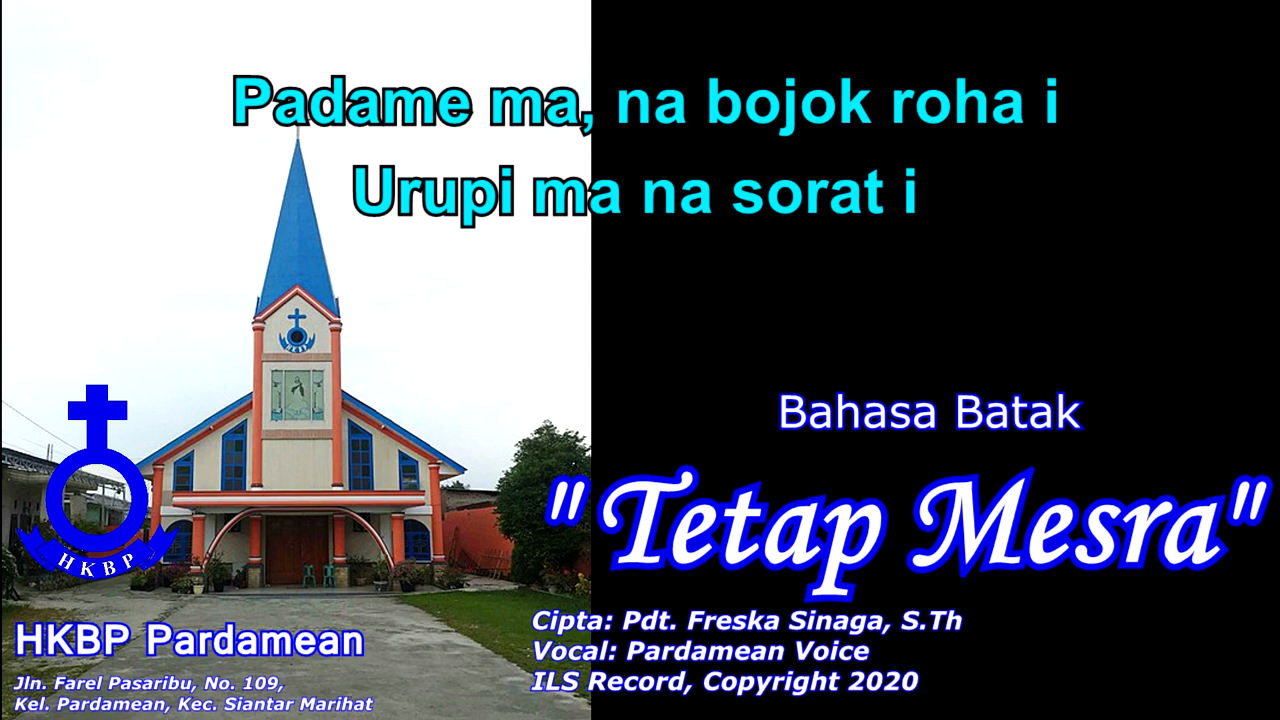 Padame ma, na bojok roha i
Urupi ma na sorat i
HKBP
HKBP
Bahasa Batak
"Tetap Mesra"
HKBP Pardamean
Jln. Farel Pasaribu, No. 109,
Kel. Pardamean, Kec. Siantar Marihat
Cipta: Pdt. Freska Sinaga, S.Th
Vocal: Pardamean Voice
ILS Record, Copyright 2020